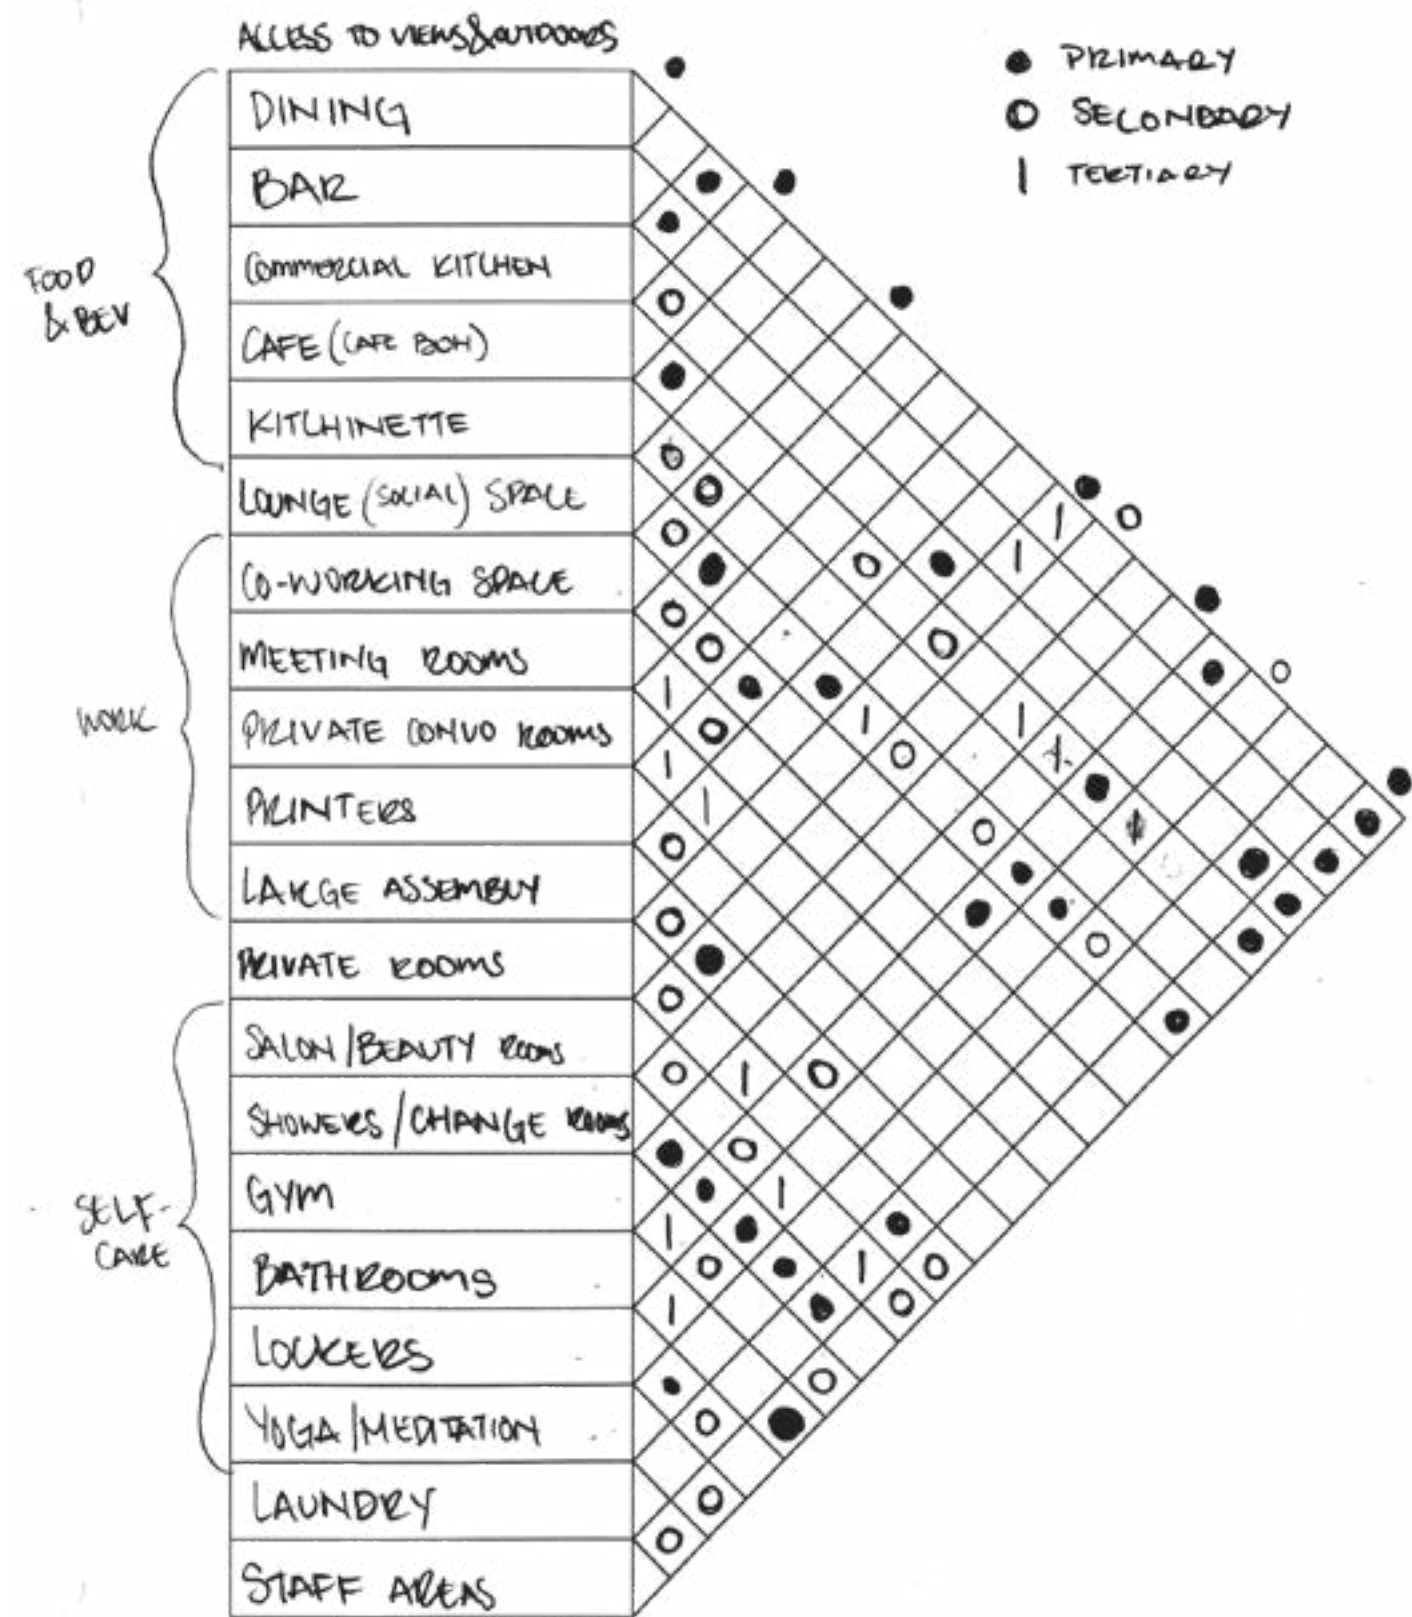 ACCESS TO VIEWS & OUTDOORS
PRIMARY
SECONDARY
TERTIARY
DINING
BAR
COMMERCIAL KITCHEN
CAFE (CAFE BOH)
KITCHINETTE
FOOD
& BEV
LOUNGE (SOCIAL) SPACE
CO-WORKING SPACE
MEETING ROOMS
PRIVATE CONVO ROOMS
PRINTERS
LARGE ASSEMBLY
WORK
PRIVATE ROOMS
SALON/BEAUTY ROOMS
SHOWERS/CHANGE ROOMS
GYM
BATHROOMS
LOCKERS
YOGA/MEDITATION
SELF-
CARE
LAUNDRY
STAFF AREAS